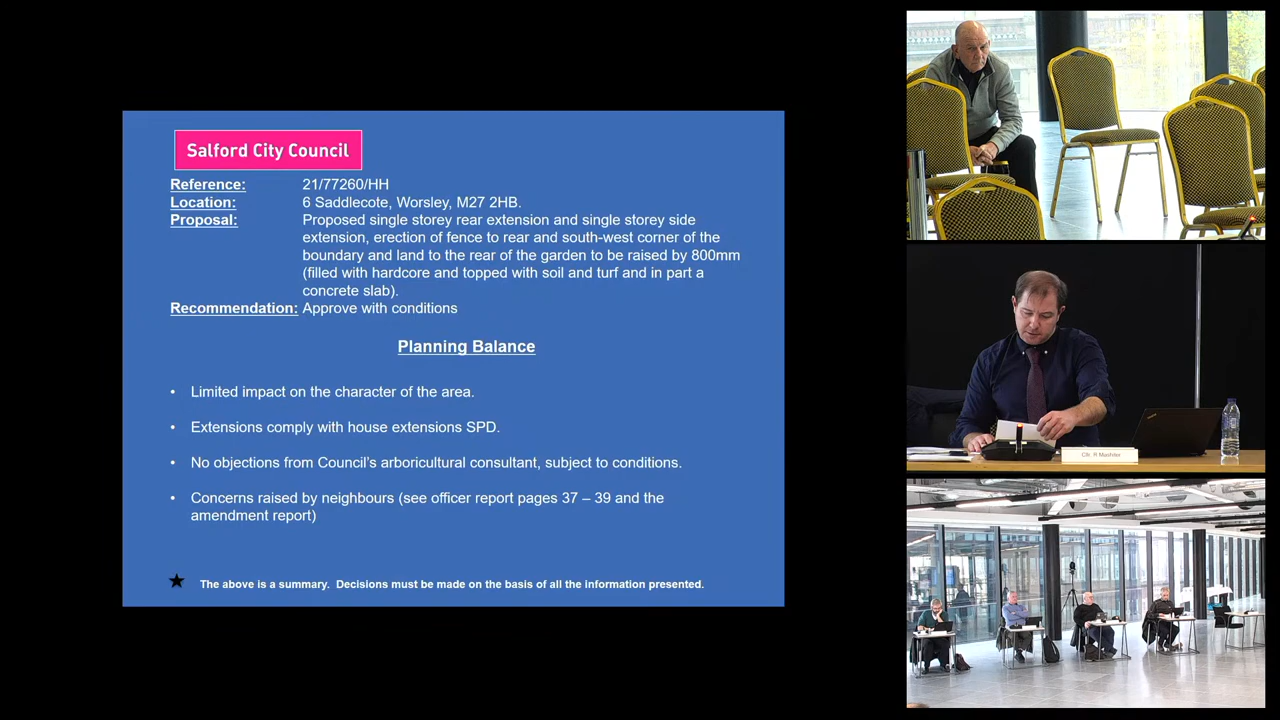 Salford City Council
Reference: 21/77260/HH
Location: 6 Saddlecote, Worsley, M27 2HB.
Proposal: Proposed single storey rear extension and single storey side
extension, erection of fence to rear and south-west corner of the
boundary and land to the rear of the garden to be raised by 800mm
(filled with hardcore and topped with soil and turf and in part a
concrete slab).
Recommendation: Approve with conditions
Planning Balance
• Limited impact on the character of the area.
• Extensions comply with house extensions SPD.
• No objections from Council's arboricultural consultant, subject to conditions.
• Concerns raised by neighbours (see officer report pages 37 – 39 and the
amendment report)
★ The above is a summary. Decisions must be made on the basis of all the information presented.
Cllr. R Mashiter